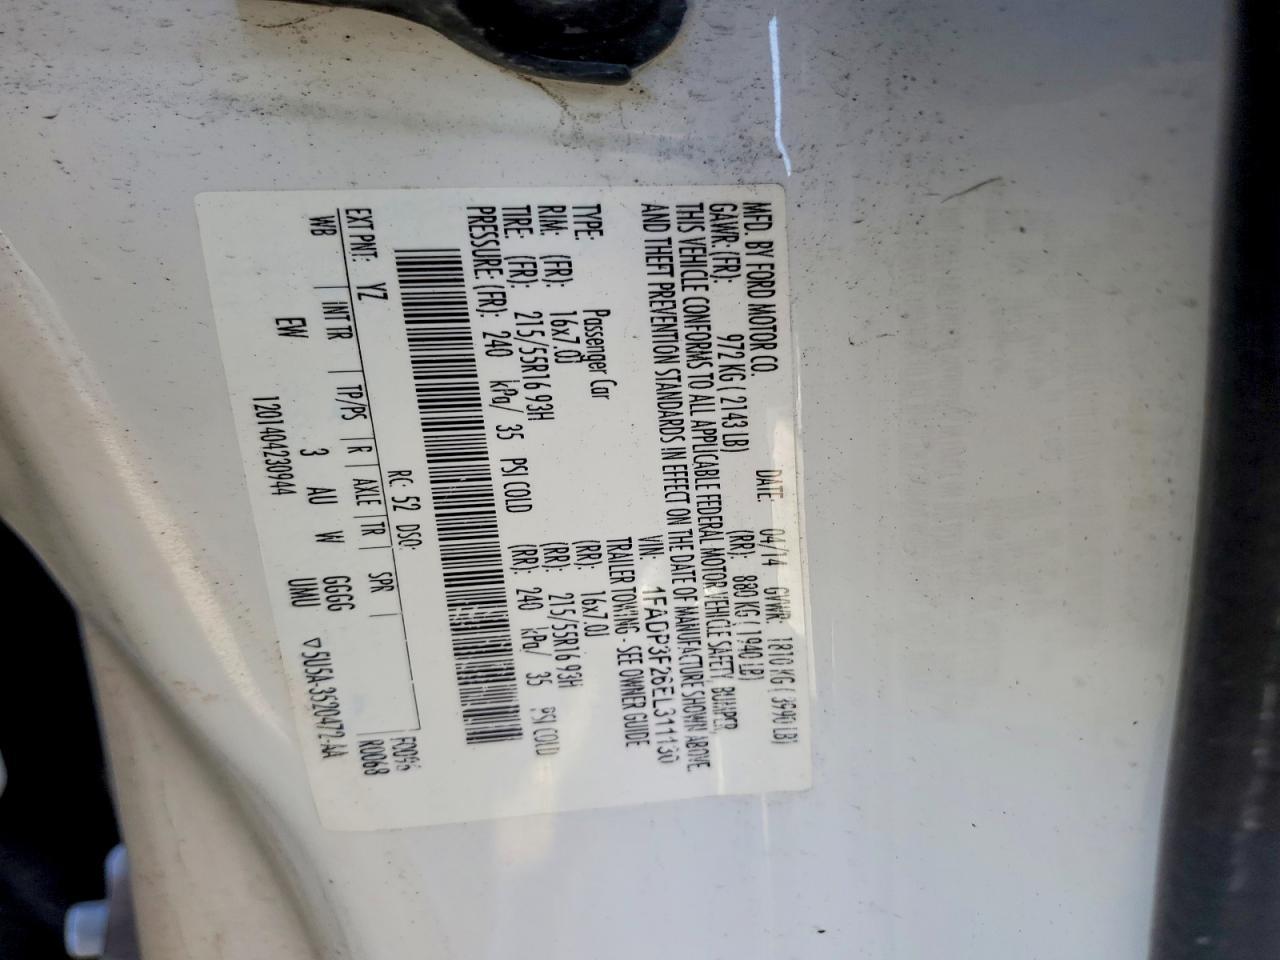 MFD. BY FORD MOTOR CO. DATE: 04/14 GVWR: 1810 KG ( 3990 LB)
GAWR: (FR): 972 KG ( 2143 LB) (RR): 880 KG ( 1940 LB)
THIS VEHICLE CONFORMS TO ALL APPLICABLE FEDERAL MOTOR VEHICLE SAFETY, BUMPER,
AND THEFT PREVENTION STANDARDS IN EFFECT ON THE DATE OF MANUFACTURE SHOWN ABOVE.
VIN: 1FADP3F26EL311130
TYPE: Passenger Car TRAILER TOWING - SEE OWNER GUIDE
RIM: (FR): 16x7.0J (RR): 16x7.0J
TIRE: (FR): 215/55R16 93H (RR): 215/55R16 93H
PRESSURE: (FR): 240 kPa/ 35 PSI COLD (RR): 240 kPa/ 35 PSI COLD
RC: 52 DSO: F0096
EXT PNT: YZ R0068
WB INT TR TP/PS R AXLE TR SPR
EW 3 AU W GGGG 5U5A-3520472-AA
1201404230944 UMU